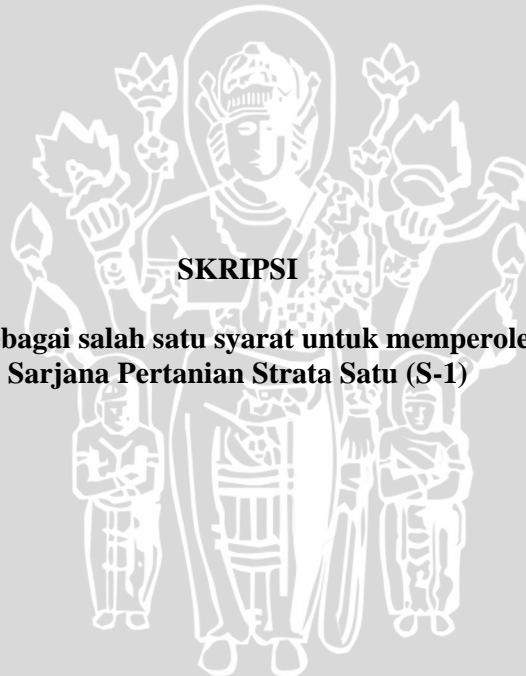 SKRIPSI
bagai salah satu syarat untuk memperole
Sarjana Pertanian Strata Satu (S-1)